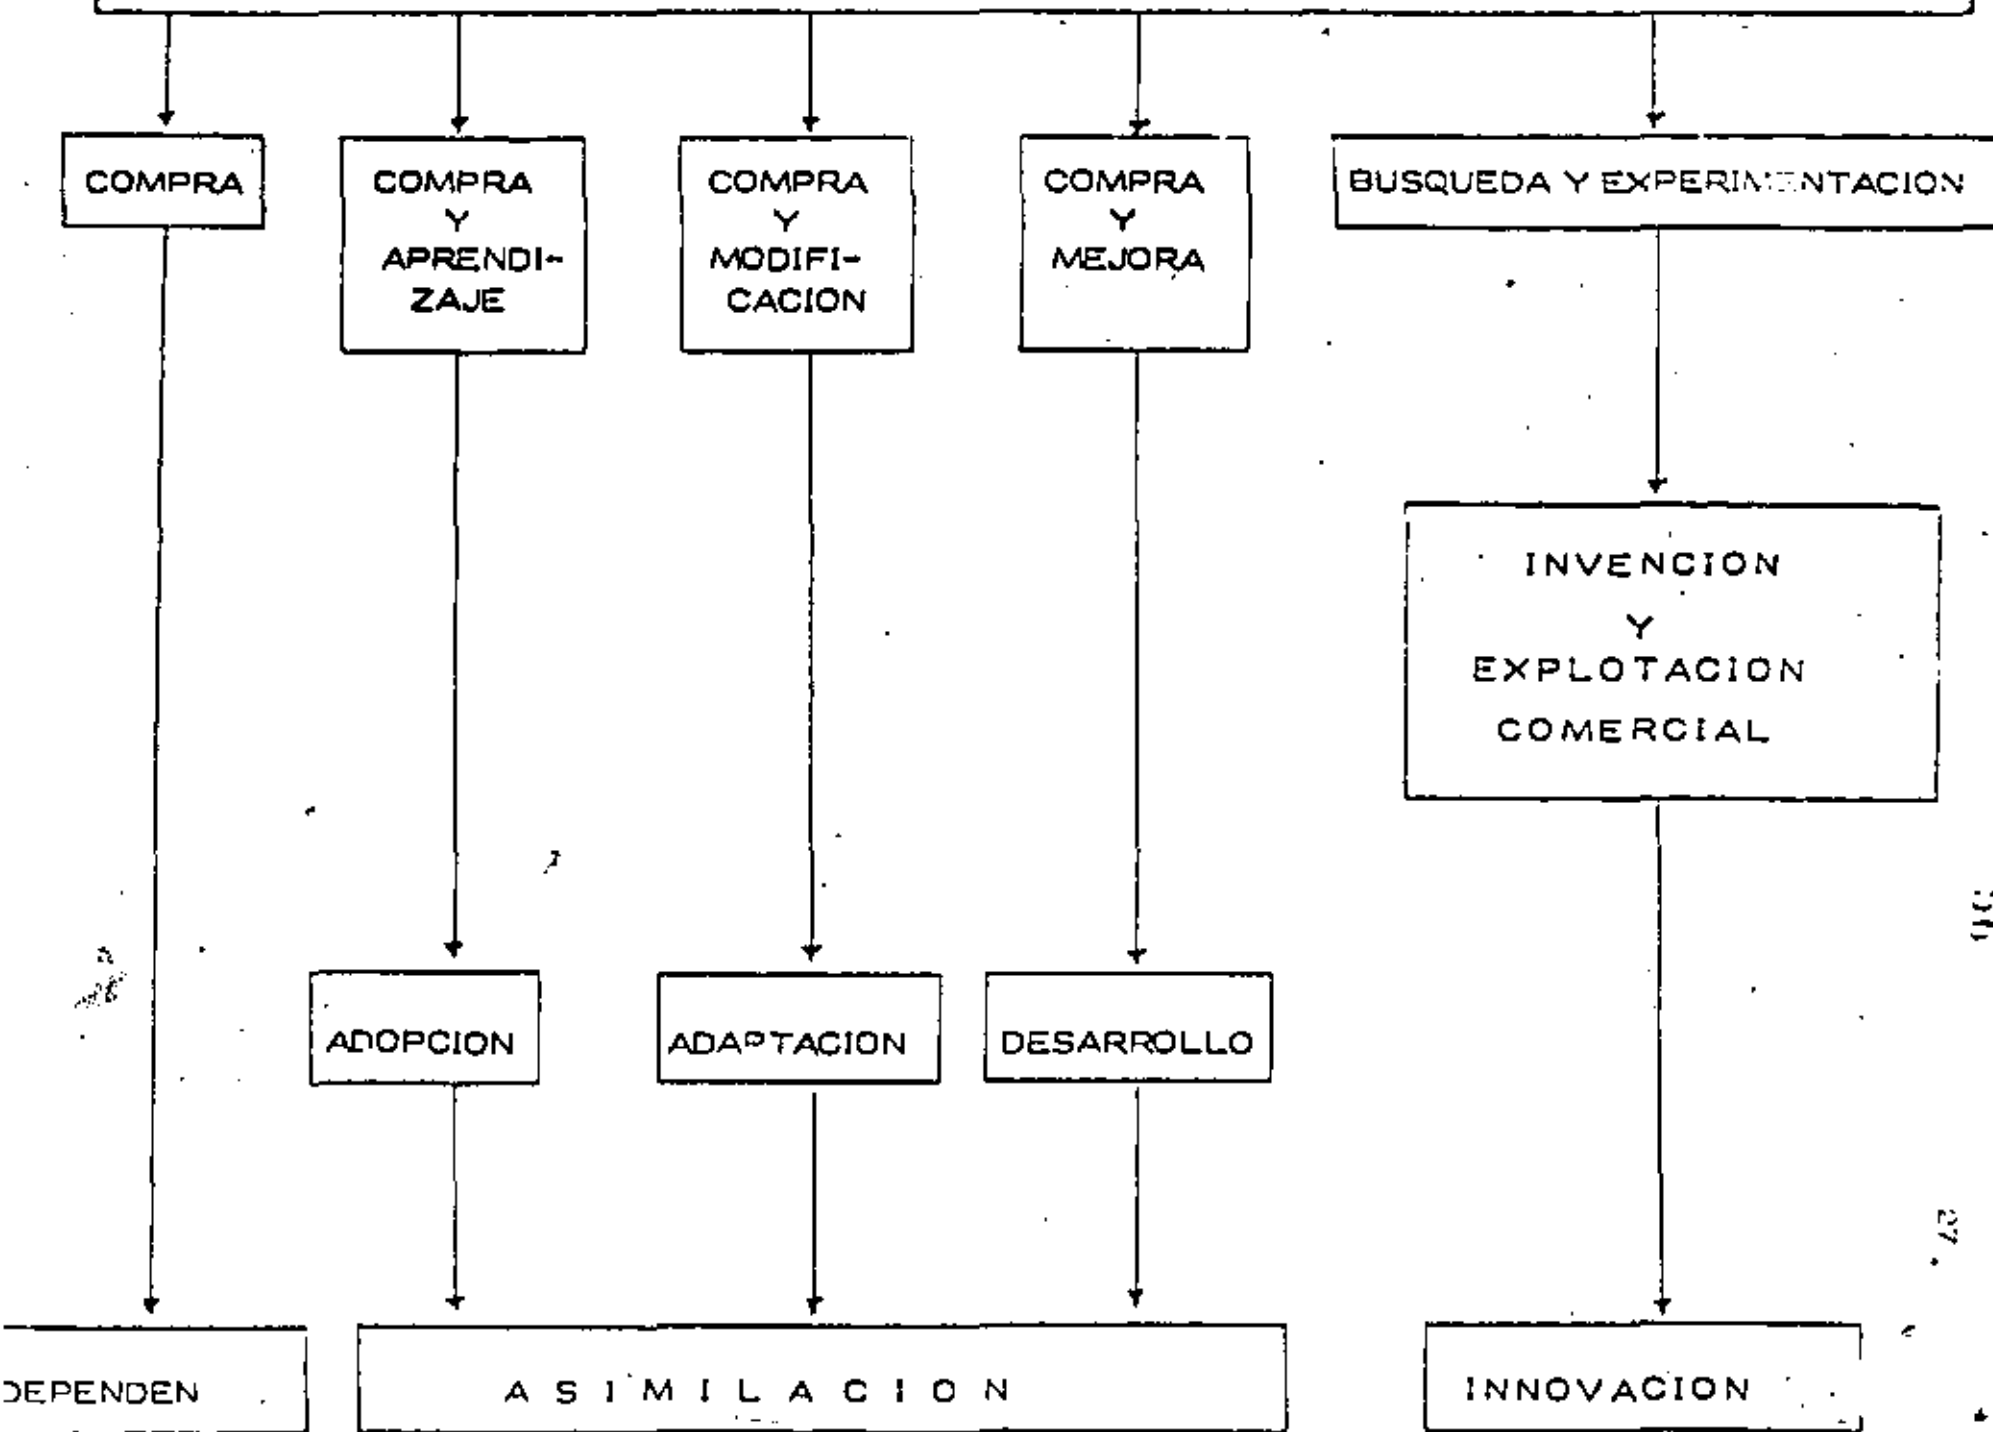 COMPRA
COMPRA
Y
APRENDI-
ZAJE
COMPRA
Y
MODIFI-
CACION
COMPRA
Y
MEJORA
BUSQUEDA Y EXPERIMENTACION
INVENCION
Y
EXPLOTACION
COMERCIAL
ADOPCION
ADAPTACION
DESARROLLO
DEPENDEN
ASIMILACION
INNOVACION
27.